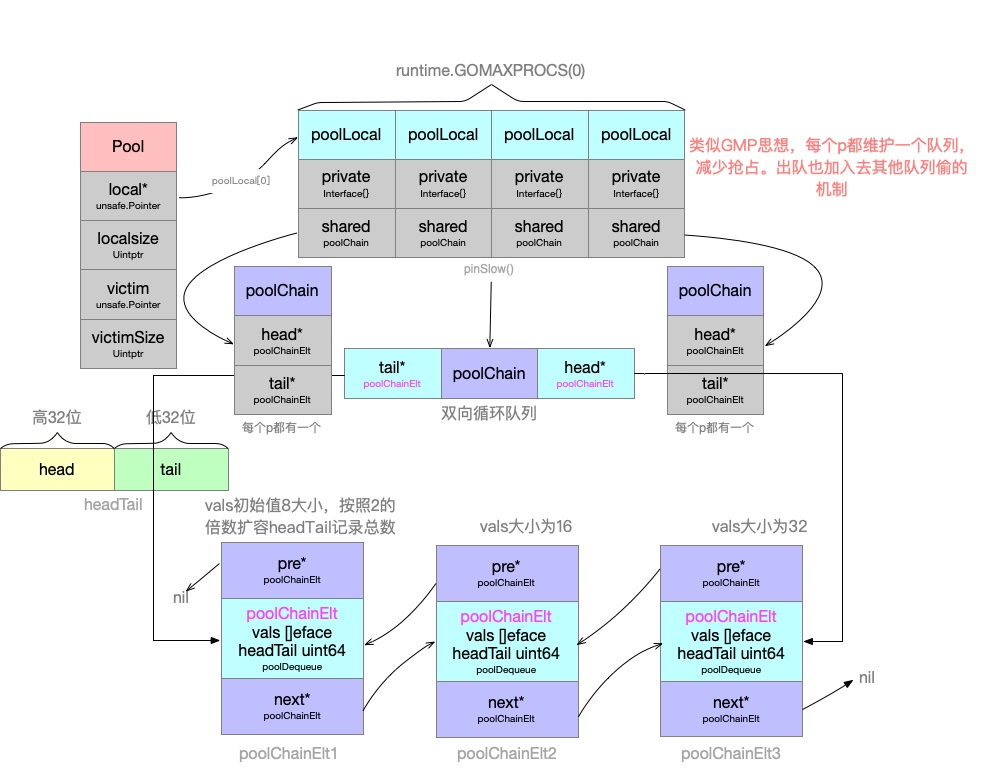 runtime.GOMAXPROCS(0)
Pool
local*
unsafe.Pointer
localsize
Uintptr
victim
unsafe.Pointer
victimSize
Uintptr
poolLocal[0]
poolLocal poolLocal poolLocal poolLocal
private private private private
Interface{} Interface{} Interface{} Interface{}
shared shared shared shared
poolChain poolChain poolChain poolChain
类似GMP思想，每个p都维护一个队列，
减少抢占。出队也加入去其他队列偷的
机制
pinSlow()
poolChain
head*
poolChainElt
tail*
poolChainElt
每个p都有一个
tail*
poolChainElt
poolChain
head*
poolChainElt
双向循环队列
poolChain
head*
poolChainElt
tail*
poolChainElt
每个p都有一个
高32位
低32位
head
tail
headTail
vals初始值8大小，按照2的
倍数扩容headTail记录总数
vals大小为16
vals大小为32
pre*
poolChainElt
nil
poolChainElt
vals []eface
headTail uint64
poolDequeue
next*
poolChainElt
poolChainElt1
pre*
poolChainElt
poolChainElt
vals []eface
headTail uint64
poolDequeue
next*
poolChainElt
poolChainElt2
pre*
poolChainElt
poolChainElt
vals []eface
headTail uint64
poolDequeue
next*
poolChainElt
nil
poolChainElt3